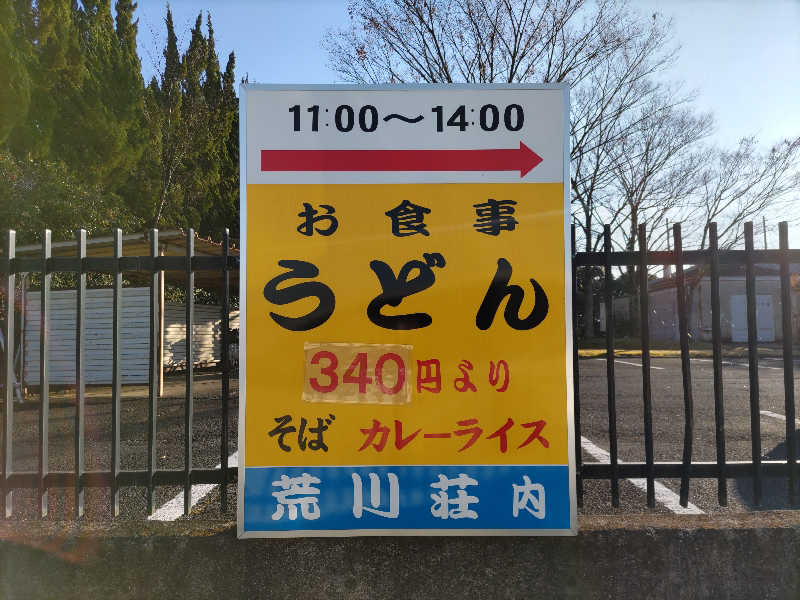 11:00～14:00
お食事
うどん
340円より
そば カレーライス
荒川荘内